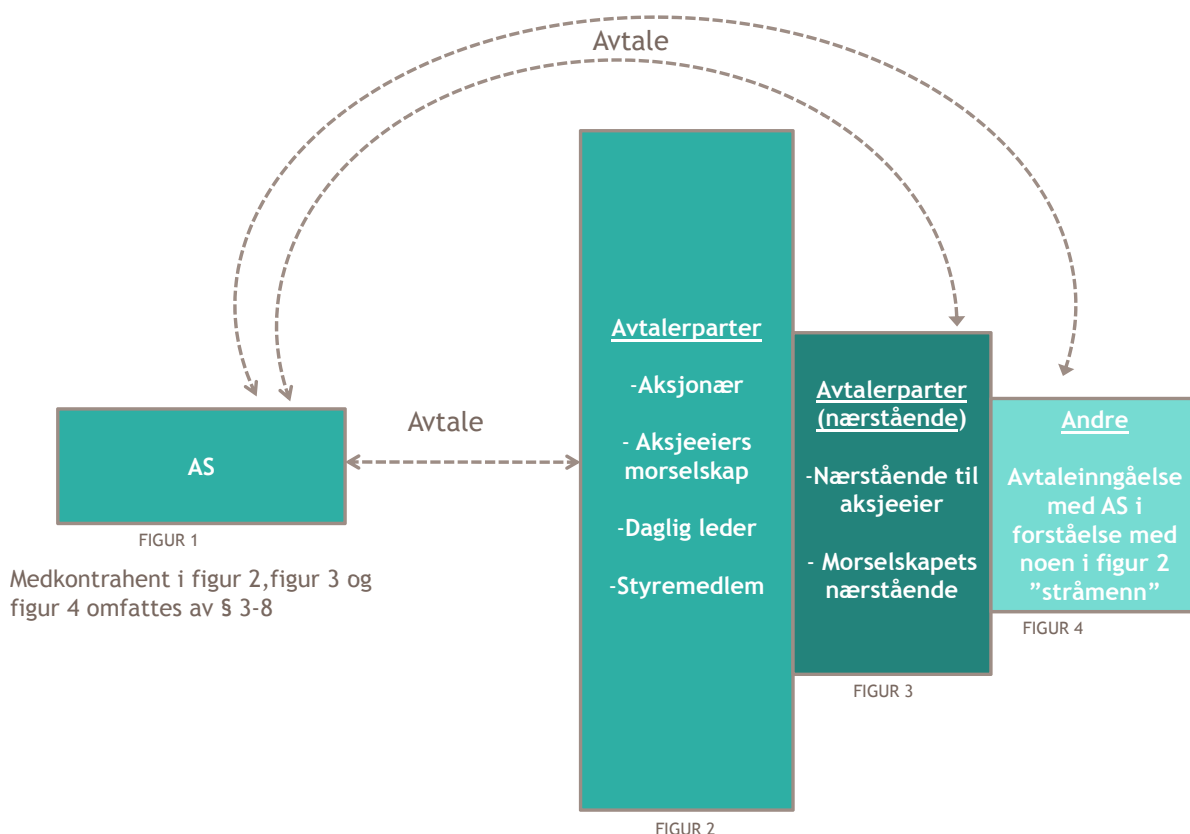 Avtale
Avtale
AS
FIGUR 1
Medkontrahent i figur 2,figur 3 og
figur 4 omfattes av § 3-8
Avtalerparter
-Aksjonær
- Aksjeeiers
morselskap
-Daglig leder
-Styremedlem
FIGUR 2
Avtalerparter
(nærstående)
-Nærstående til
aksjeeier
- Morselskapets
nærstående
FIGUR 3
Andre
Avtaleinngåelse
med AS i
forståelse med
noen i figur 2
”stråmenn”
FIGUR 4